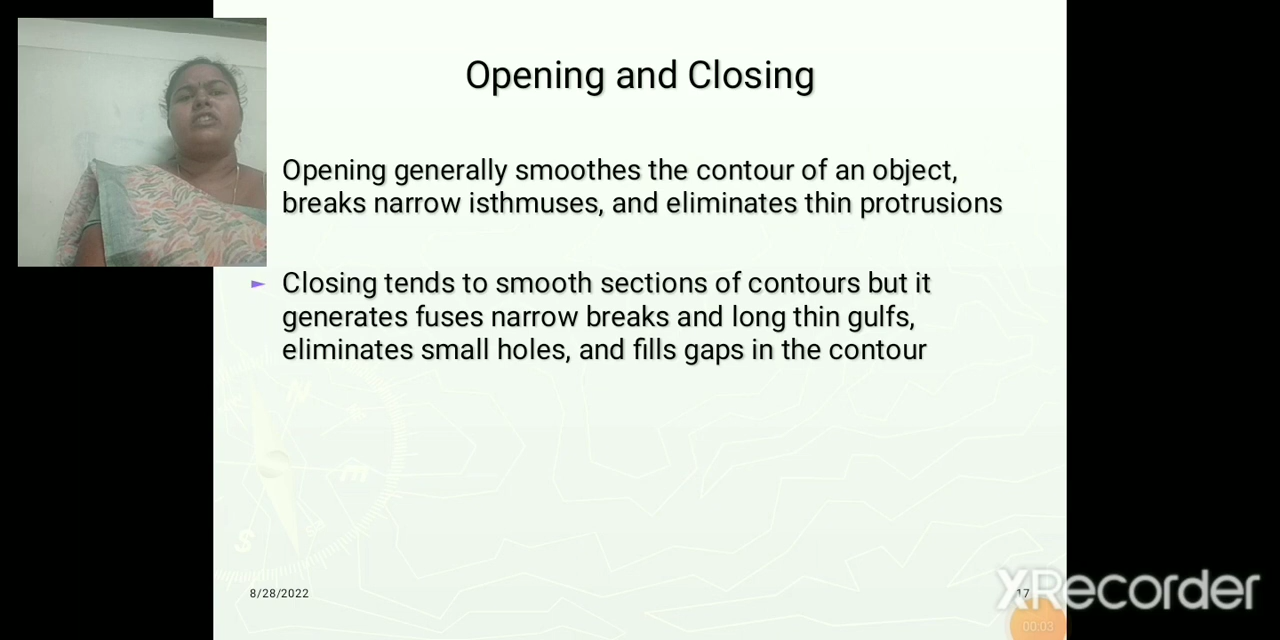 Opening and Closing
Opening generally smoothes the contour of an object,
breaks narrow isthmuses, and eliminates thin protrusions
Closing tends to smooth sections of contours but it
generates fuses narrow breaks and long thin gulfs,
eliminates small holes, and fills gaps in the contour
8/28/2022
17
XRecorder
00:03